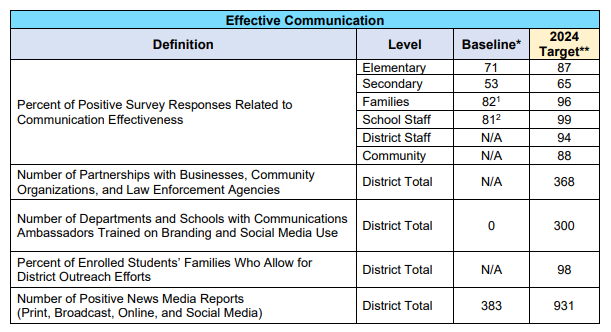 Effective Communication
Definition Level Baseline* 2024 Target**
Percent of Positive Survey Responses Related to Communication Effectiveness
Elementary 71 87
Secondary 53 65
Families 82¹ 96
School Staff 81² 99
District Staff N/A 94
Community N/A 88
Number of Partnerships with Businesses, Community
Organizations, and Law Enforcement Agencies
District Total N/A 368
Number of Departments and Schools with Communications
Ambassadors Trained on Branding and Social Media Use
District Total 0 300
Percent of Enrolled Students’ Families Who Allow for
District Outreach Efforts
District Total N/A 98
Number of Positive News Media Reports
(Print, Broadcast, Online, and Social Media)
District Total 383 931